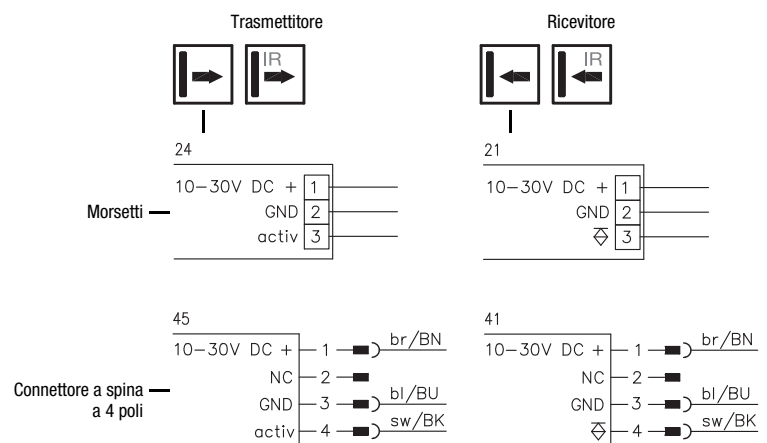 Trasmettitore
Ricevitore
IR
IR
24
21
Morsetti
10-30V DC + 1
GND 2
activ 3
10-30V DC + 1
GND 2
3
45
41
Connettore a spina
a 4 poli
10-30V DC + 1 br/BN
NC 2
GND 3 bl/BU
activ 4 sw/BK
10-30V DC + 1 br/BN
NC 2
GND 3 bl/BU
4 sw/BK